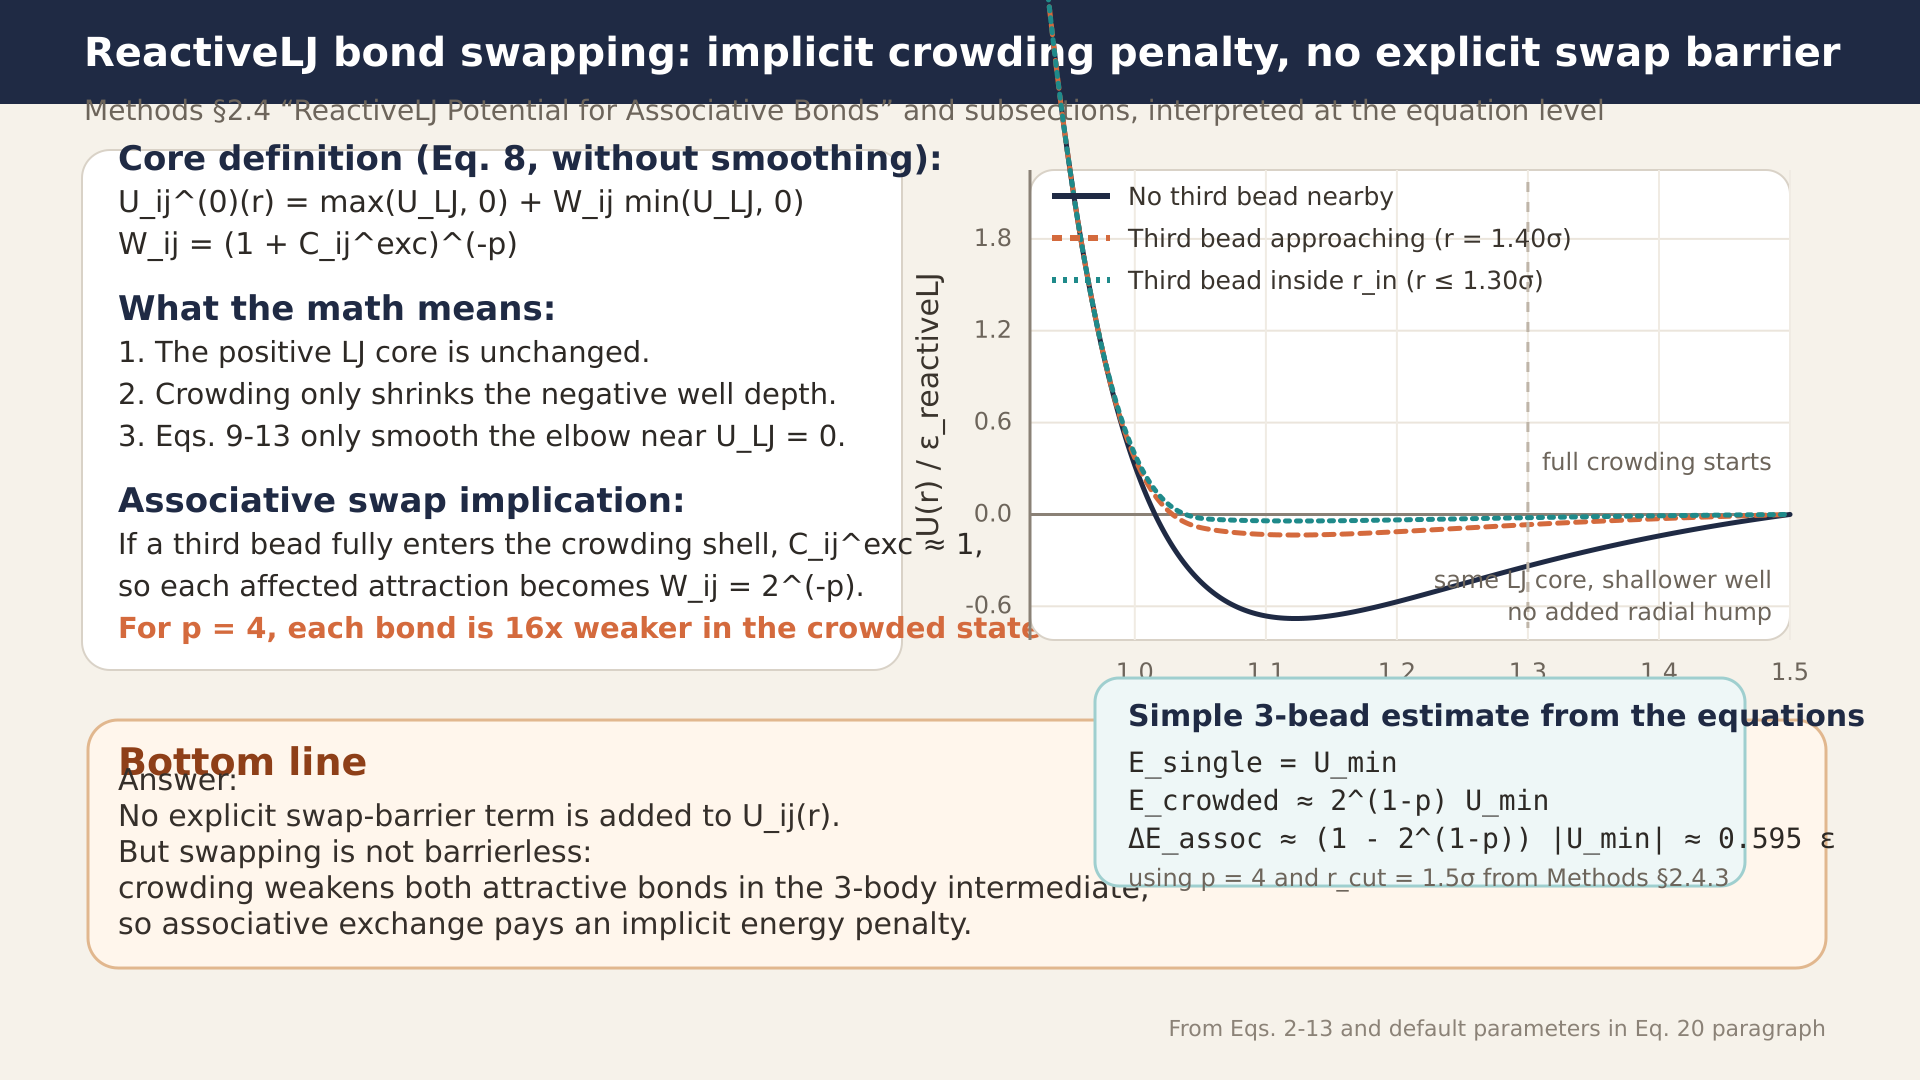 ReactiveLJ bond swapping: implicit crowding penalty, no explicit swap barrier
Methods §2.4 “ReactiveLJ Potential for Associative Bonds” and subsections, interpreted at the equation level
Core definition (Eq. 8, without smoothing):
U_ij^(0)(r) = max(U_LJ, 0) + W_ij min(U_LJ, 0)
W_ij = (1 + C_ij^exc)^(-p)
What the math means:
1. The positive LJ core is unchanged.
2. Crowding only shrinks the negative well depth.
3. Eqs. 9-13 only smooth the elbow near U_LJ = 0.
Associative swap implication:
If a third bead fully enters the crowding shell, C_ij^exc ≈ 1,
so each affected attraction becomes W_ij = 2^(-p).
For p = 4, each bond is 16x weaker in the crowded state
U(r) / ε_reactiveLJ
No third bead nearby
Third bead approaching (r = 1.40σ)
Third bead inside r_in (r ≤ 1.30σ)
1.8
1.2
0.6
0.0
-0.6
full crowding starts
same LJ core, shallower well
no added radial hump
1.0
1.1
1.2
1.3
1.4
1.5
Simple 3-bead estimate from the equations
E_single = U_min
E_crowded ≈ 2^(1-p) U_min
ΔE_assoc ≈ (1 - 2^(1-p)) |U_min| ≈ 0.595 ε
using p = 4 and r_cut = 1.5σ from Methods §2.4.3
Bottom line
Answer:
No explicit swap-barrier term is added to U_ij(r).
But swapping is not barrierless:
crowding weakens both attractive bonds in the 3-body intermediate,
so associative exchange pays an implicit energy penalty.
From Eqs. 2-13 and default parameters in Eq. 20 paragraph